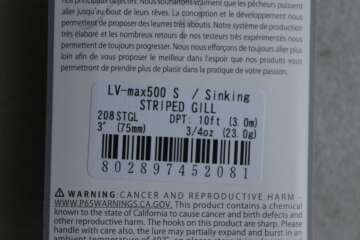 nos principaux objectifs. Nous souhaitons vraiment que les pêcheurs puissent
aller jusqu'au bout de leurs rêves. La conception et le développement nous
permettent de proposer des leurres très aboutis. Notre système de production
très élaboré et les nombreux retours de nos testeurs très expérimentés nous
permettent de toujours progresser. Nous nous efforçons de toujours aller plus
loin afin de vous proposer le meilleur dans l'espoir que nos produits vous
permettront de prendre plus de plaisir dans la pratique de votre passion.
LV-max500 S / Sinking
STRIPED GILL
208STGL DPT: 10ft (3.0m)
3" (75mm) 3/4oz (23.0g)
802897452081
WARNING: CANCER AND REPRODUCTIVE HARM -
WWW.P65WARNINGS.CA.GOV. This product contains a chemical
known to the state of California to cause cancer and birth defects and
other reproductive harm. The hooks on this product are sharp. Please
handle with care, also, the lure may expand and burst in an